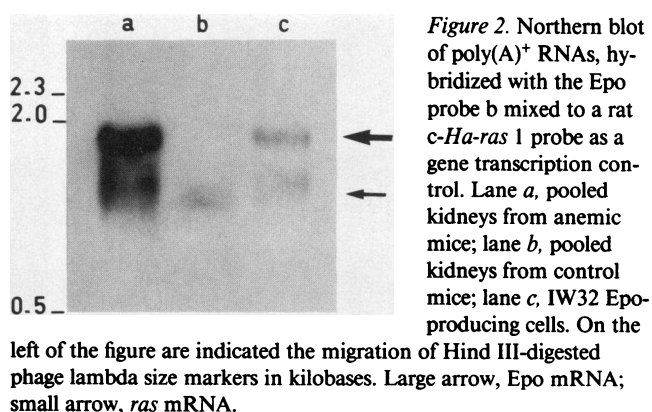 a b c
2.3
2.0
0.5
Figure 2. Northern blot
of poly(A)+ RNAs, hy-
bridized with the Epo
probe b mixed to a rat
c-Ha-ras 1 probe as a
gene transcription con-
trol. Lane a, pooled
kidneys from anemic
mice; lane b, pooled
kidneys from control
mice; lane c, IW32 Epo-
producing cells. On the
left of the figure are indicated the migration of Hind III-digested
phage lambda size markers in kilobases. Large arrow, Epo mRNA;
small arrow, ras mRNA.